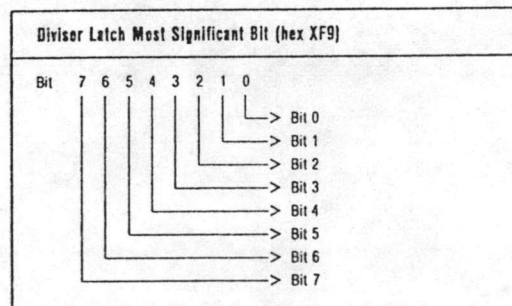 Divisor Latch Most Significant Bit (hex XF9)
Bit 7 6 5 4 3 2 1 0
> Bit 0
> Bit 1
> Bit 2
> Bit 3
> Bit 4
> Bit 5
> Bit 6
> Bit 7